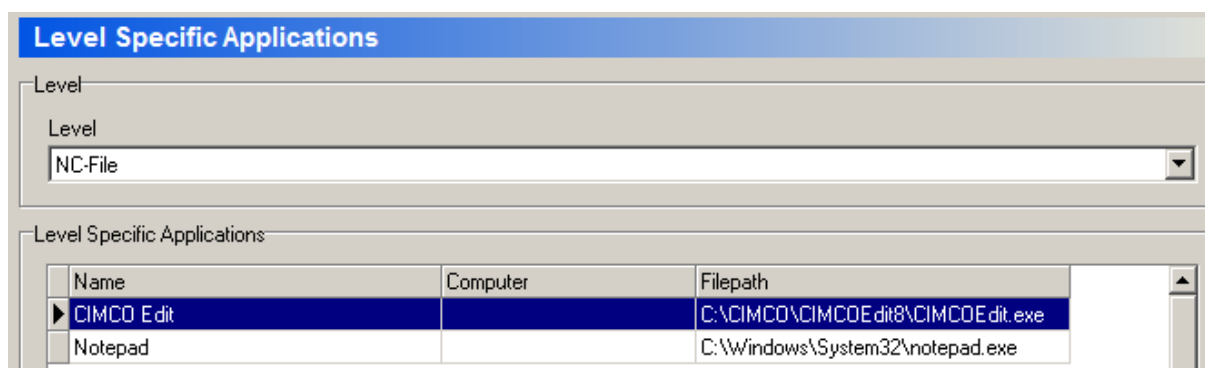 Level Specific Applications
Level
Level
NC-File
Level Specific Applications
Name Computer Filepath
CIMCO Edit C:\CIMCO\CIMCOEdit8\CIMCOEdit.exe
Notepad C:\Windows\System32\notepad.exe